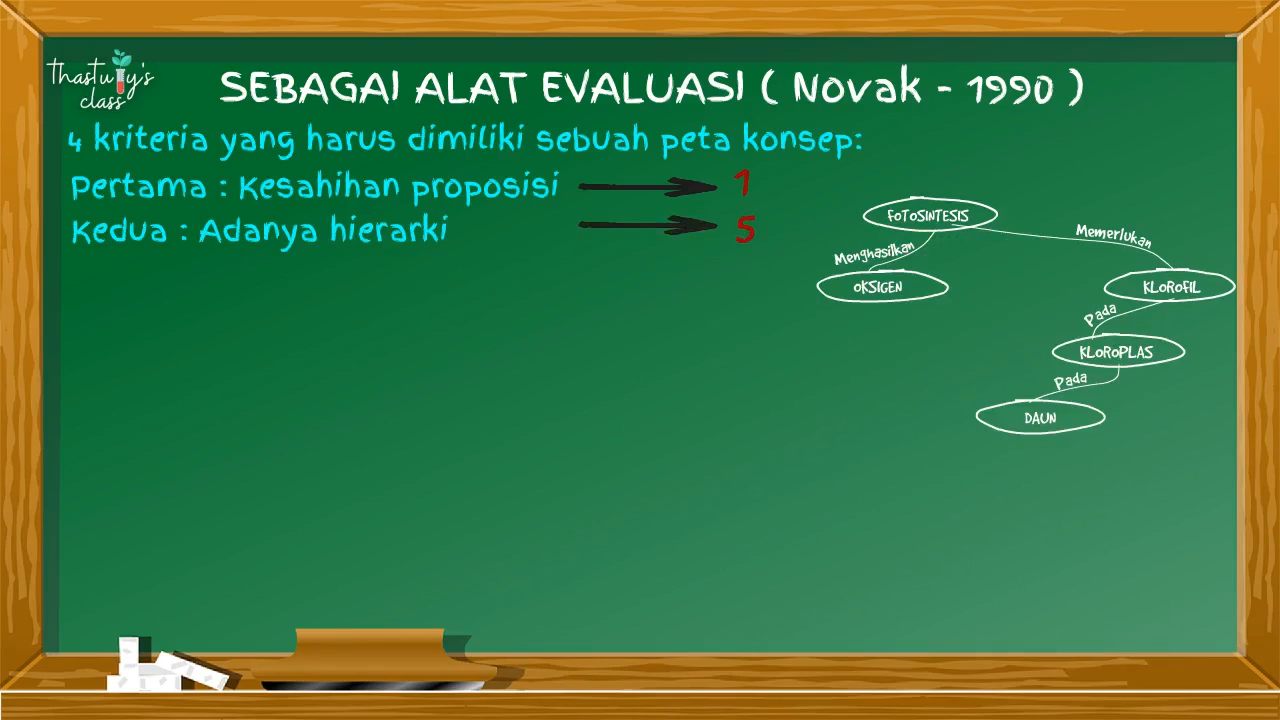 Thastury's
class
SEBAGAI ALAT EVALUASI ( Novak - 1990 )
4 kriteria yang harus dimiliki sebuah peta konsep:
Pertama : Kesahihan proposisi 1
Kedua : Adanya hierarki 5
FOTOSINTESIS
Menghasilkan
Memerlukan
OKSIGEN
KLOROFIL
Pada
KLOROPLAS
Pada
DAUN